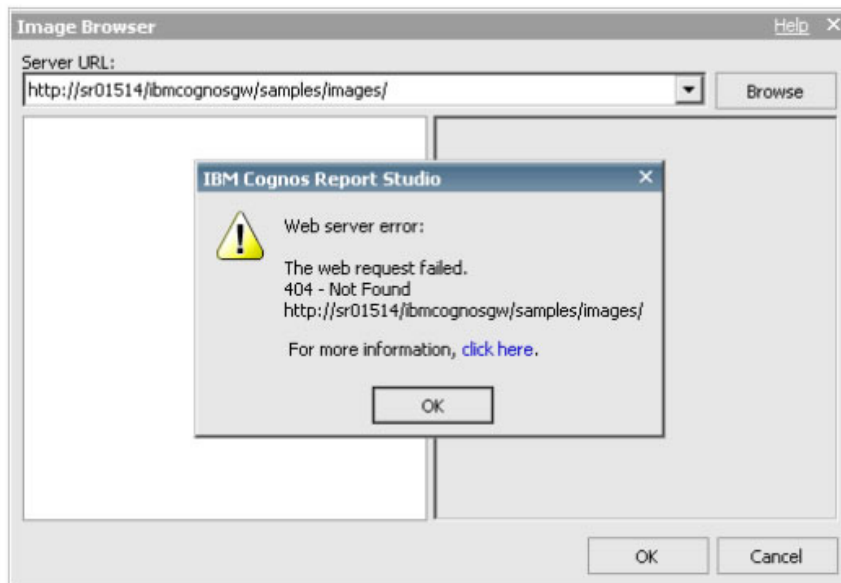 Image Browser
Help
Server URL:
http://sr01514/ibmcognosgw/samples/images/
Browse
IBM Cognos Report Studio
Web server error:
The web request failed.
404 - Not Found
http://sr01514/ibmcognosgw/samples/images/
For more information, click here.
OK
OK
Cancel